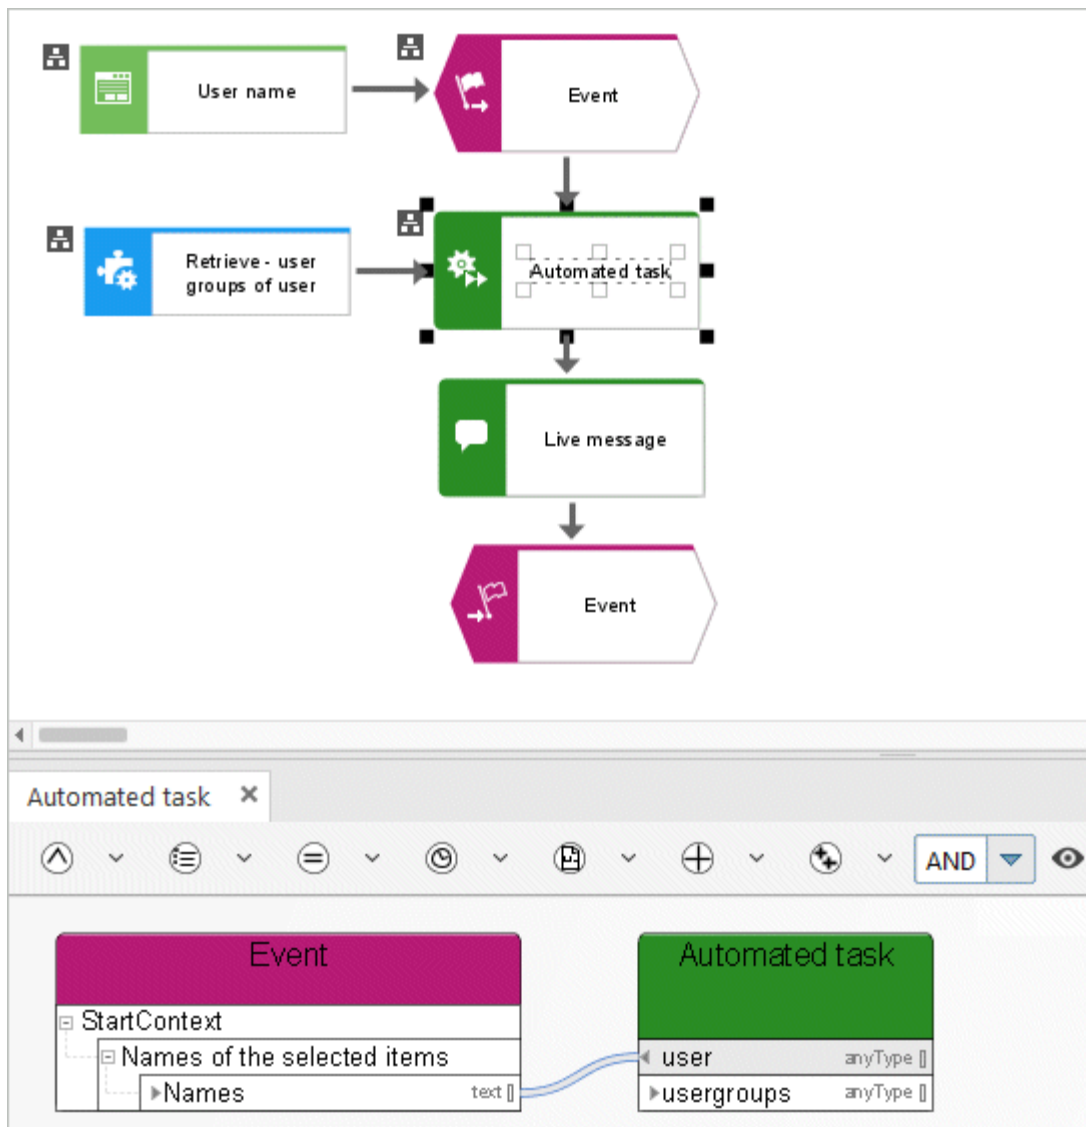 User name
Event
Retrieve - user
groups of user
Automated task
Live message
Event
Automated task
AND
Event
Automated task
StartContext
Names of the selected items
user anyType []
Names text []
usergroups anyType []